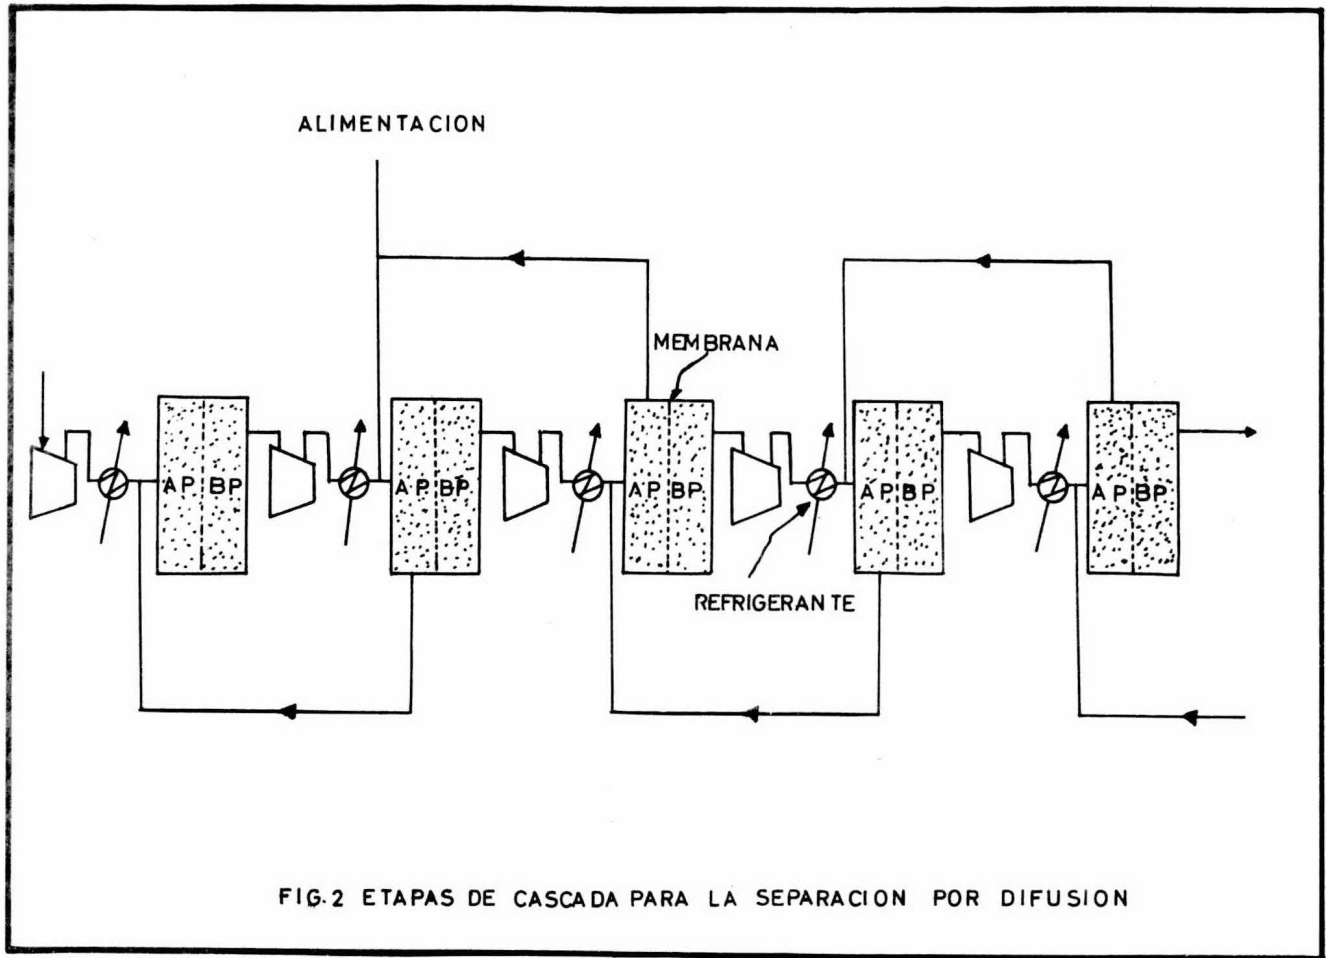 ALIMENTACION
MEMBRANA
AP BP
AP BP
AP BP
AP BP
AP BP
REFRIGERANTE
FIG. 2 ETAPAS DE CASCADA PARA LA SEPARACION POR DIFUSION